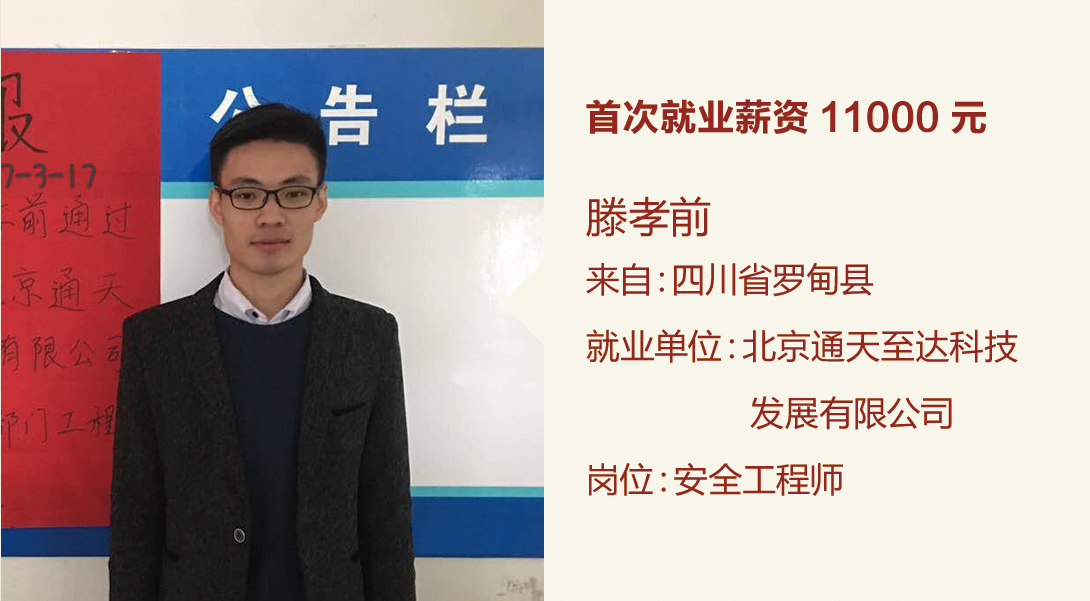 公告栏
7-3-17
前通过
京通天
有限公司
部门工程
首次就业薪资 11000 元
滕孝前
来自:四川省罗甸县
就业单位:北京通天至达科技
发展有限公司
岗位:安全工程师